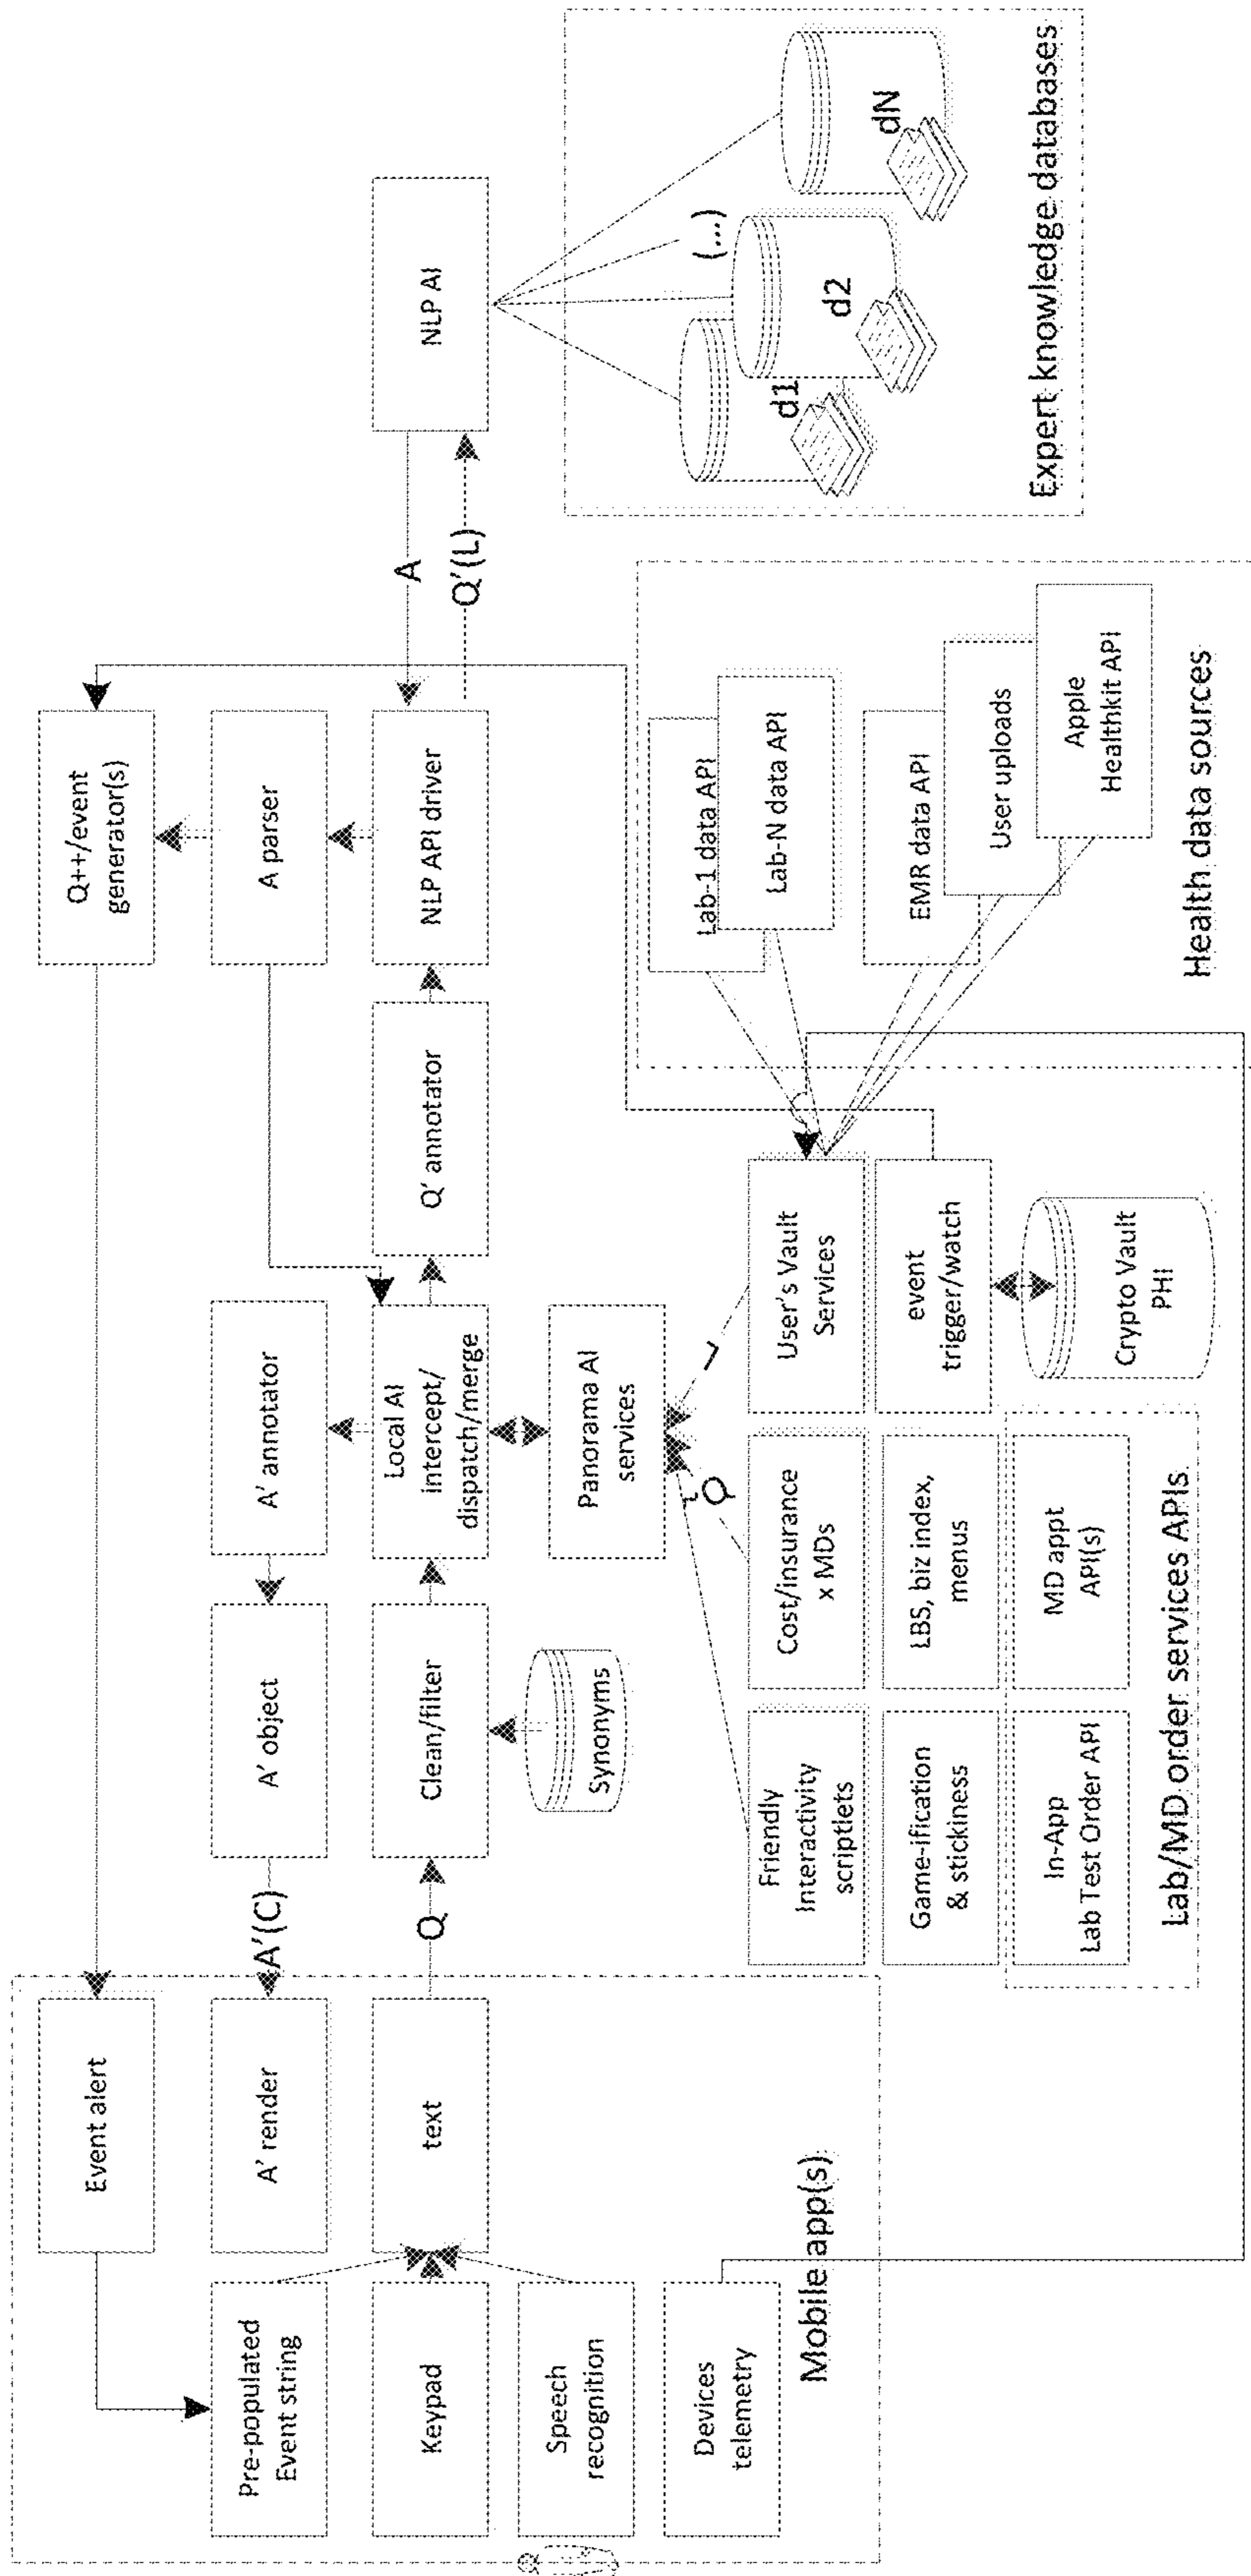 Event alert
Q++/event
generator(s)
Pre-populated
Event string
A' render
A'(C)
A' object
A' annotator
A parser
Keypad
text
Q
Clean/filter
Local AI
intercept/
dispatch/merge
Q' annotator
NLP API driver
A
Q'(L)
NLP AI
Speech
recognition
Synonyms
Panorama AI
services
Devices
telemetry
Mobile app(s)
Q
L
Friendly
Interactivity
scriptlets
Cost/insurance
x MDs
User's Vault
Services
Game-ification
& stickiness
LBS, biz index,
menus
event
trigger/watch
In-App
Lab Test Order API
MD appt
API(s)
Crypto Vault
PHI
Lab/MD order services APIs
Lab-1 data API
Lab-N data API
EMR data API
User uploads
Apple
Healthkit API
Health data sources
d1
d2
(...)
dN
Expert knowledge databases